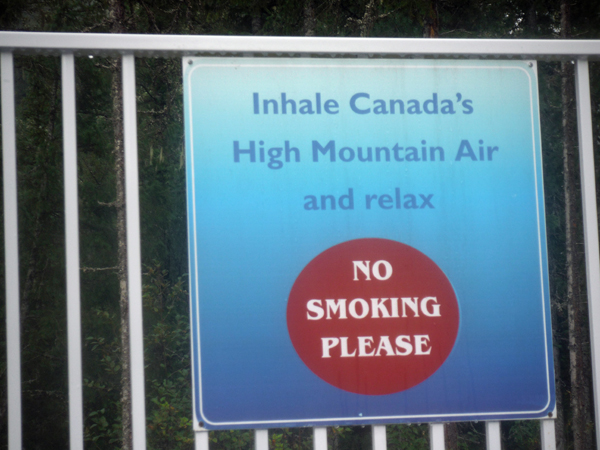 Inhale Canada's
High Mountain Air
and relax
NO
SMOKING
PLEASE